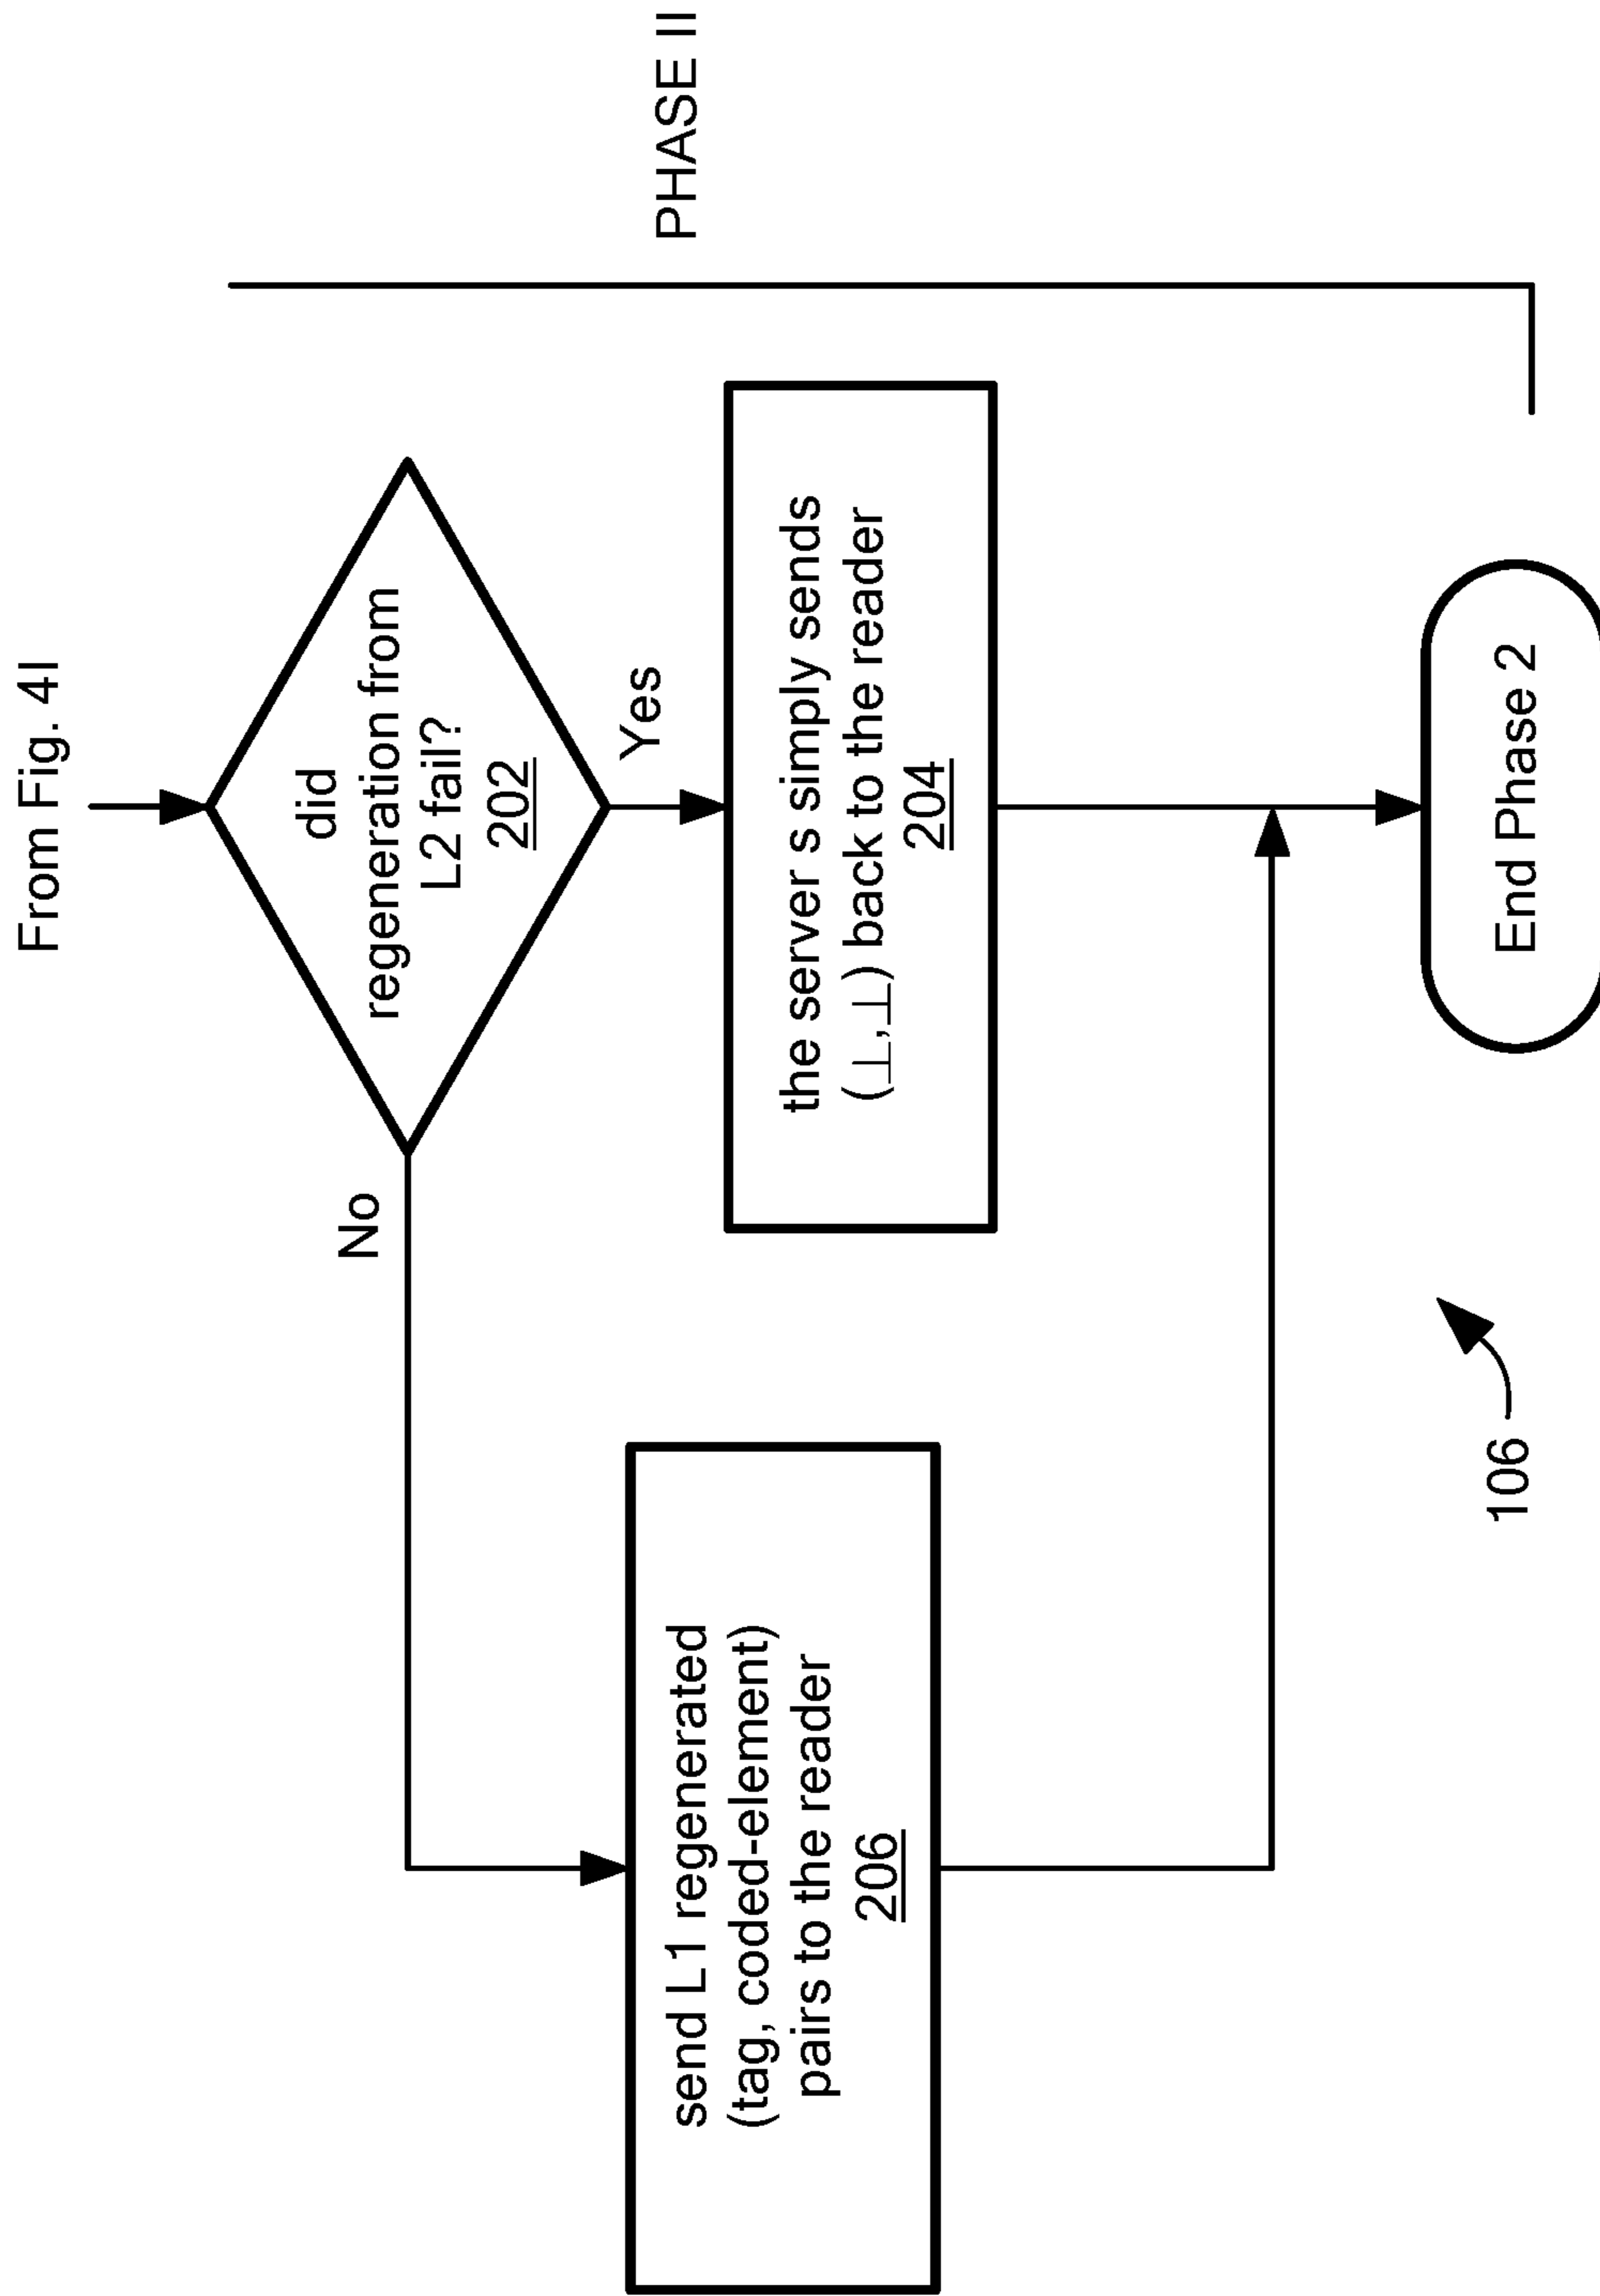 From Fig. 4I
did
regeneration from
L2 fail?
202
No
Yes
PHASE II
the server s simply sends
(⊥,⊥) back to the reader
204
send L1 regenerated
(tag, coded-element)
pairs to the reader
206
End Phase 2
106